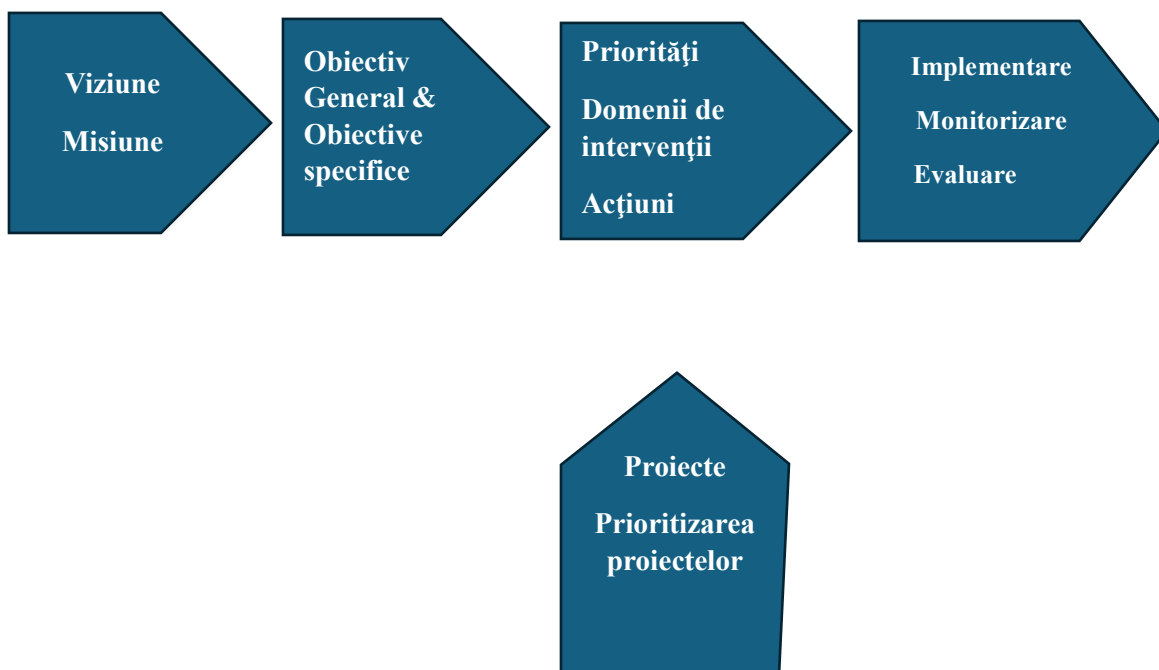 Viziune
Misiune
Obiectiv
General &
Obiective
specifice
Priorităţi
Domenii de
intervenţii
Acţiuni
Implementare
Monitorizare
Evaluare
Proiecte
Prioritizarea
proiectelor